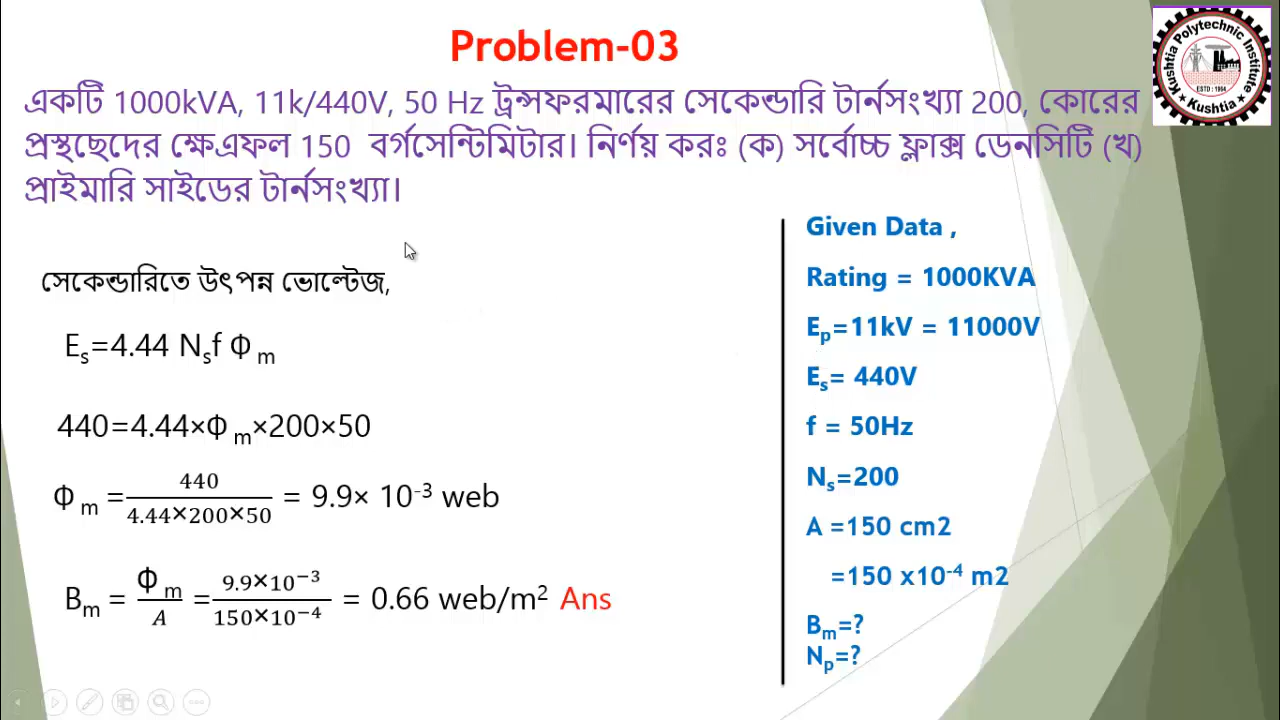 Problem-03
একটি 1000kVA, 11k/440V, 50 Hz ট্রন্সফরমারের সেকেন্ডারি টার্নসংখ্যা 200, কোরের
প্রস্থছেদের ক্ষেএফল 150 বর্গসেন্টিমিটার। নির্ণয় করঃ (ক) সর্বোচ্চ ফ্লাক্স ডেনসিটি (খ)
প্রাইমারি সাইডের টার্নসংখ্যা।
Kushtia Polytechnic Institute
ESTD : 1964
Kushtia
সেকেন্ডারিতে উৎপন্ন ভোল্টেজ,
Es=4.44 Nsf Φm
440=4.44×Φm×200×50
Φm = 440/4.44×200×50 = 9.9× 10⁻³ web
Bm = Φm/A = 9.9×10⁻³/150×10⁻⁴ = 0.66 web/m² Ans
Given Data ,
Rating = 1000KVA
Ep=11kV = 11000V
Es= 440V
f = 50Hz
Ns=200
A =150 cm2
=150 x10⁻⁴ m2
Bm=?
Np=?